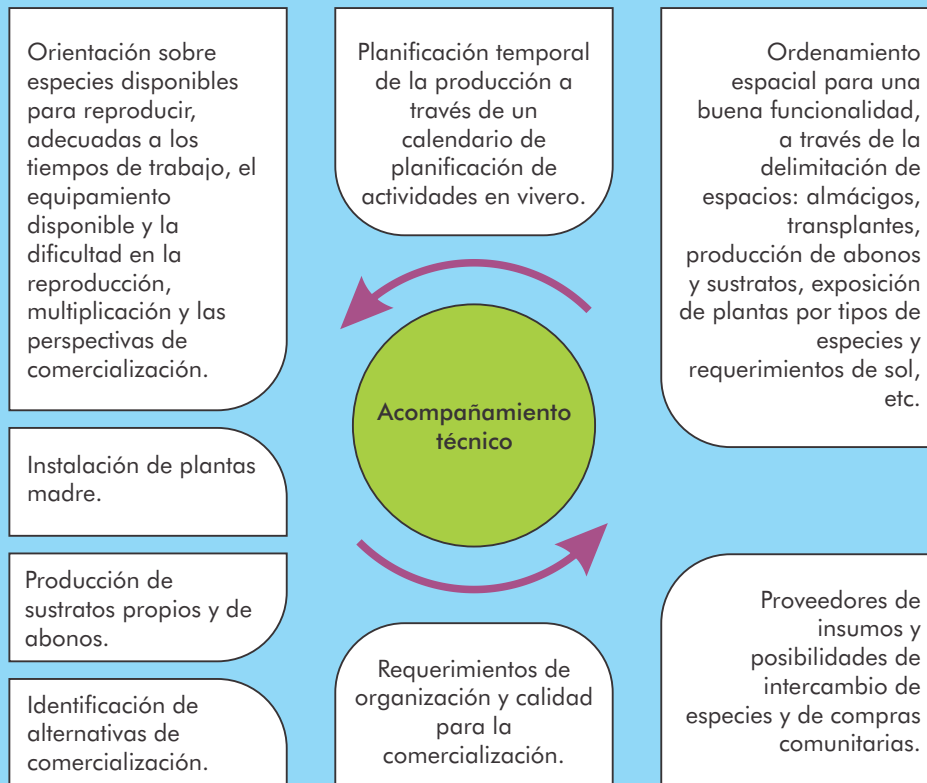 Orientación sobre
especies disponibles
para reproducir,
adecuadas a los
tiempos de trabajo, el
equipamiento
disponible y la
dificultad en la
reproducción,
multiplicación y las
perspectivas de
comercialización.
Instalación de plantas
madre.
Producción de
sustratos propios y de
abonos.
Identificación de
alternativas de
comercialización.
Planificación temporal
de la producción a
través de un
calendario de
planificación de
actividades en vivero.
Acompañamiento
técnico
Requerimientos de
organización y calidad
para la
comercialización.
Ordenamiento
espacial para una
buena funcionalidad,
a través de la
delimitación de
espacios: almácigos,
transplantes,
producción de abonos
y sustratos, exposición
de plantas por tipos de
especies y
requerimientos de sol,
etc.
Proveedores de
insumos y
posibilidades de
intercambio de
especies y de compras
comunitarias.